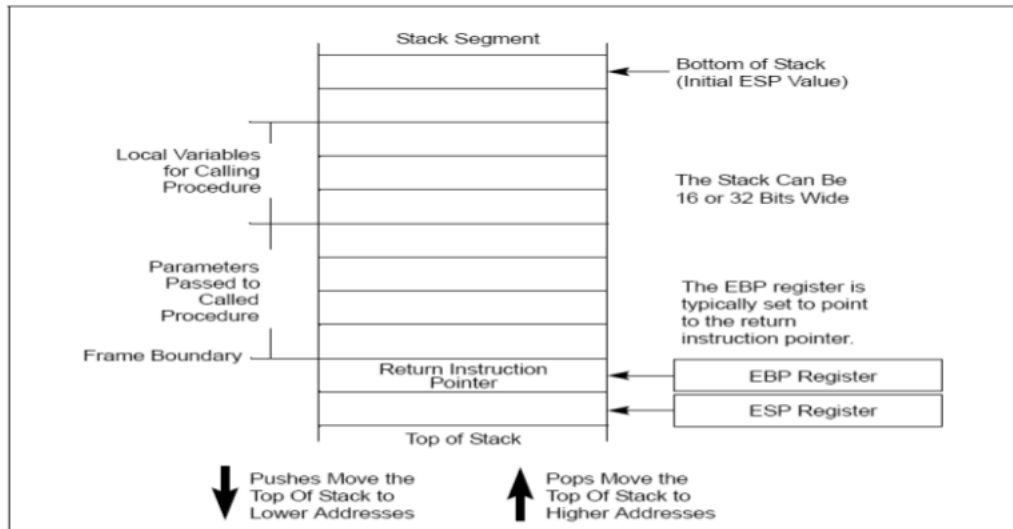 Stack Segment
Bottom of Stack
(Initial ESP Value)
Local Variables
for Calling
Procedure
The Stack Can Be
16 or 32 Bits Wide
Parameters
Passed to
Called
Procedure
The EBP register is
typically set to point
to the return
instruction pointer.
Frame Boundary
Return Instruction
Pointer
EBP Register
ESP Register
Top of Stack
Pushes Move the
Top Of Stack to
Lower Addresses
Pops Move the
Top Of Stack to
Higher Addresses